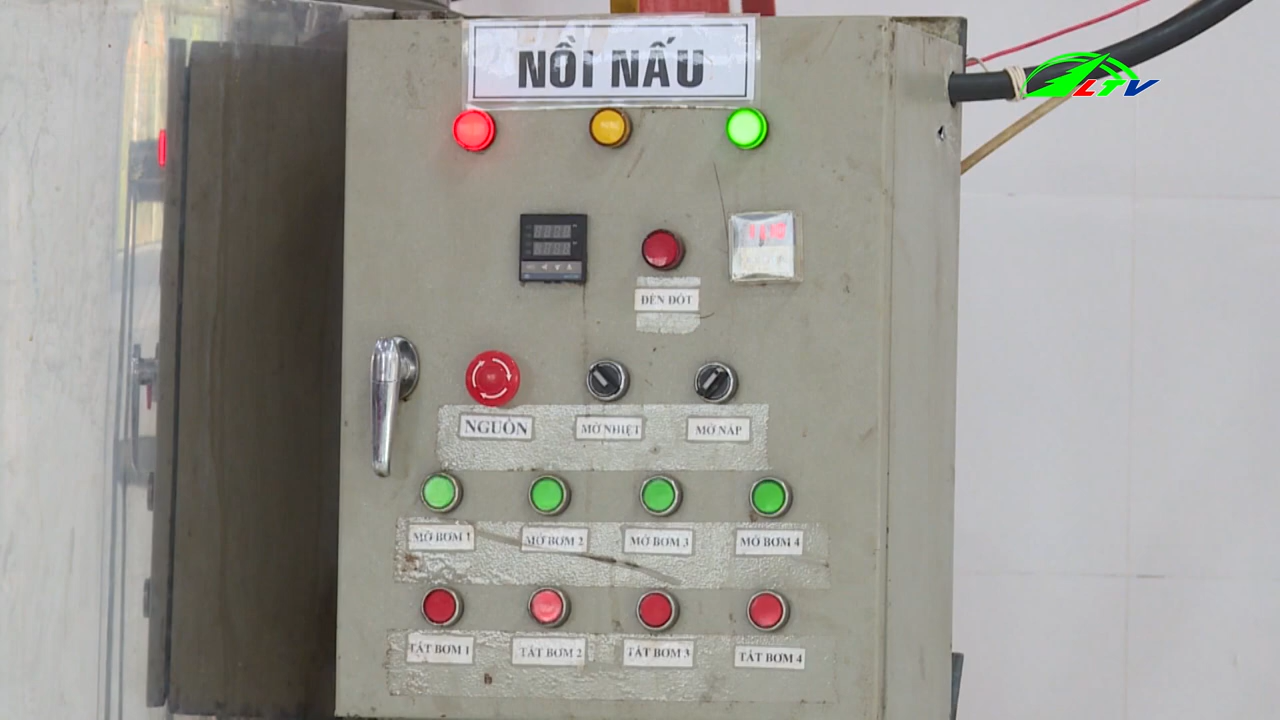 NỒI NẤU
LTV
ĐÈN ĐỐT
NGUỒN
MỞ NHIỆT
MỞ NẮP
MỞ BƠM 1
MỞ BƠM 2
MỞ BƠM 3
MỞ BƠM 4
TẮT BƠM 1
TẮT BƠM 2
TẮT BƠM 3
TẮT BƠM 4